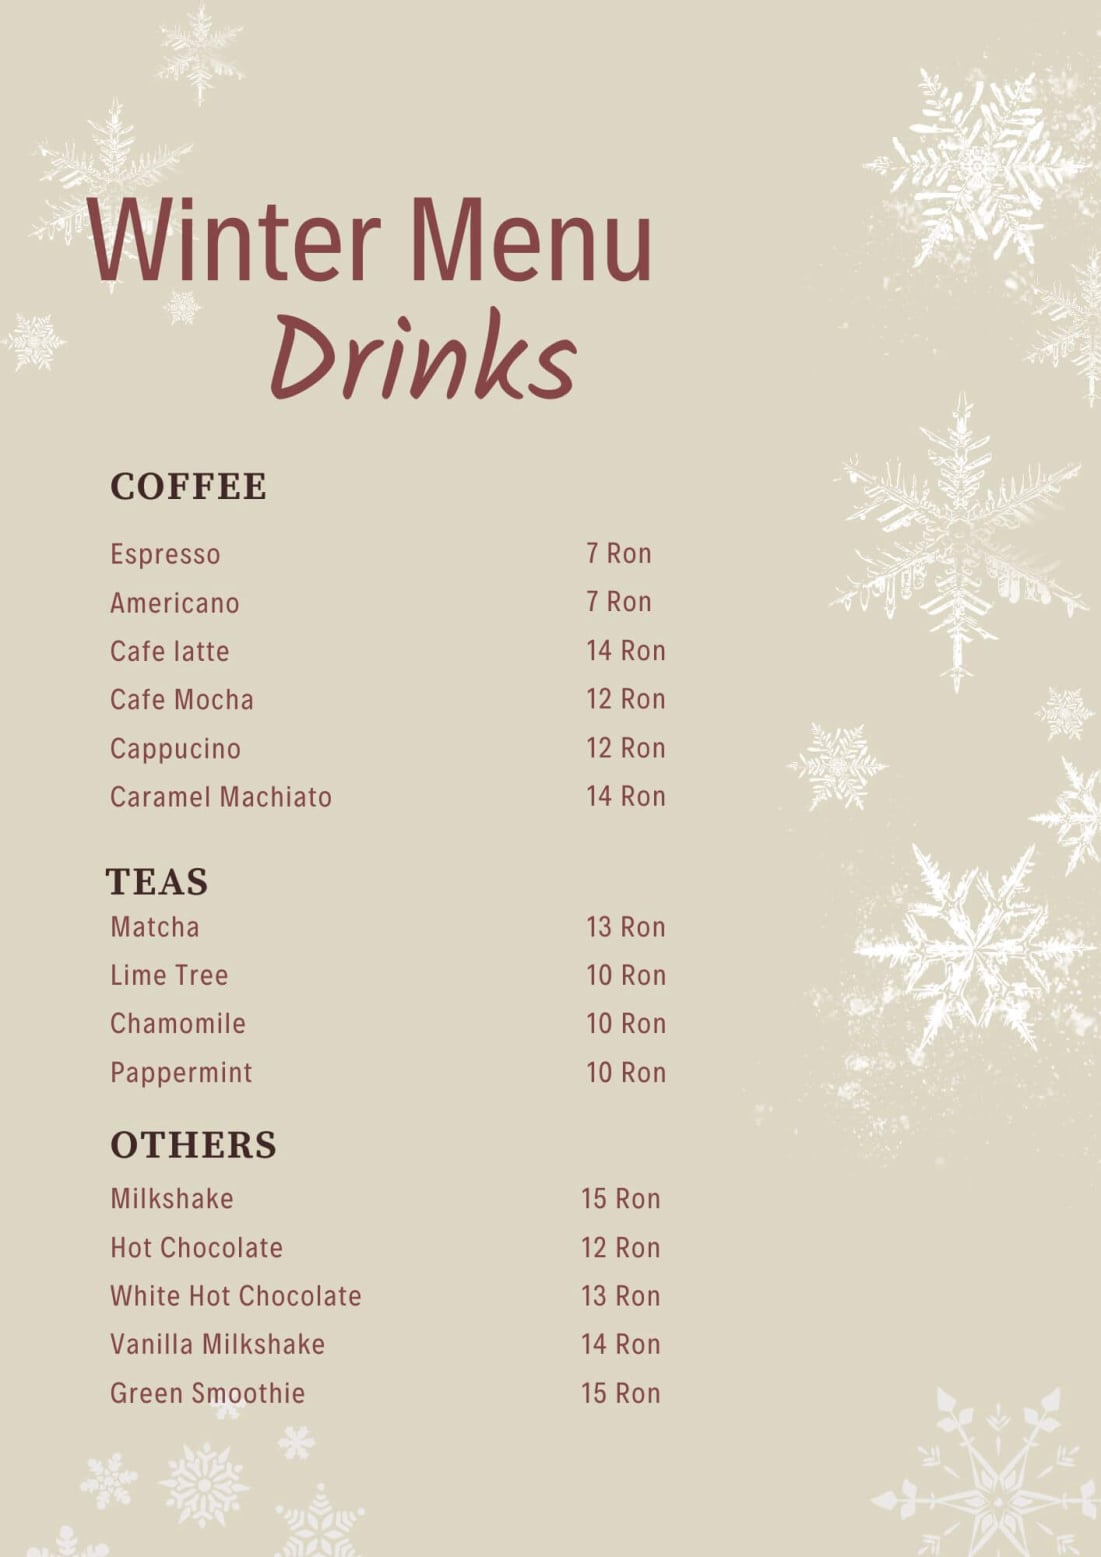 Winter Menu
Drinks
COFFEE
Espresso 7 Ron
Americano 7 Ron
Cafe latte 14 Ron
Cafe Mocha 12 Ron
Cappucino 12 Ron
Caramel Machiato 14 Ron
TEAS
Matcha 13 Ron
Lime Tree 10 Ron
Chamomile 10 Ron
Pappermint 10 Ron
OTHERS
Milkshake 15 Ron
Hot Chocolate 12 Ron
White Hot Chocolate 13 Ron
Vanilla Milkshake 14 Ron
Green Smoothie 15 Ron